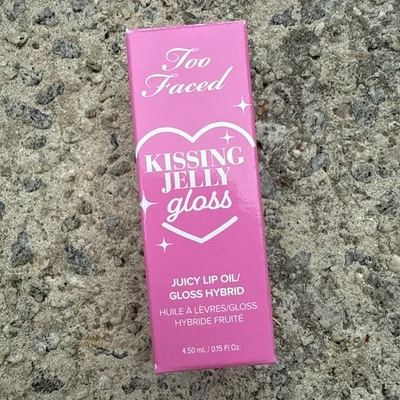 Too
Faced
KISSING
JELLY
gloss
JUICY LIP OIL/
GLOSS HYBRID
HUILE À LÈVRES/GLOSS
HYBRIDE FRUITÉ
4.50 mL / 0.15 Fl Oz.